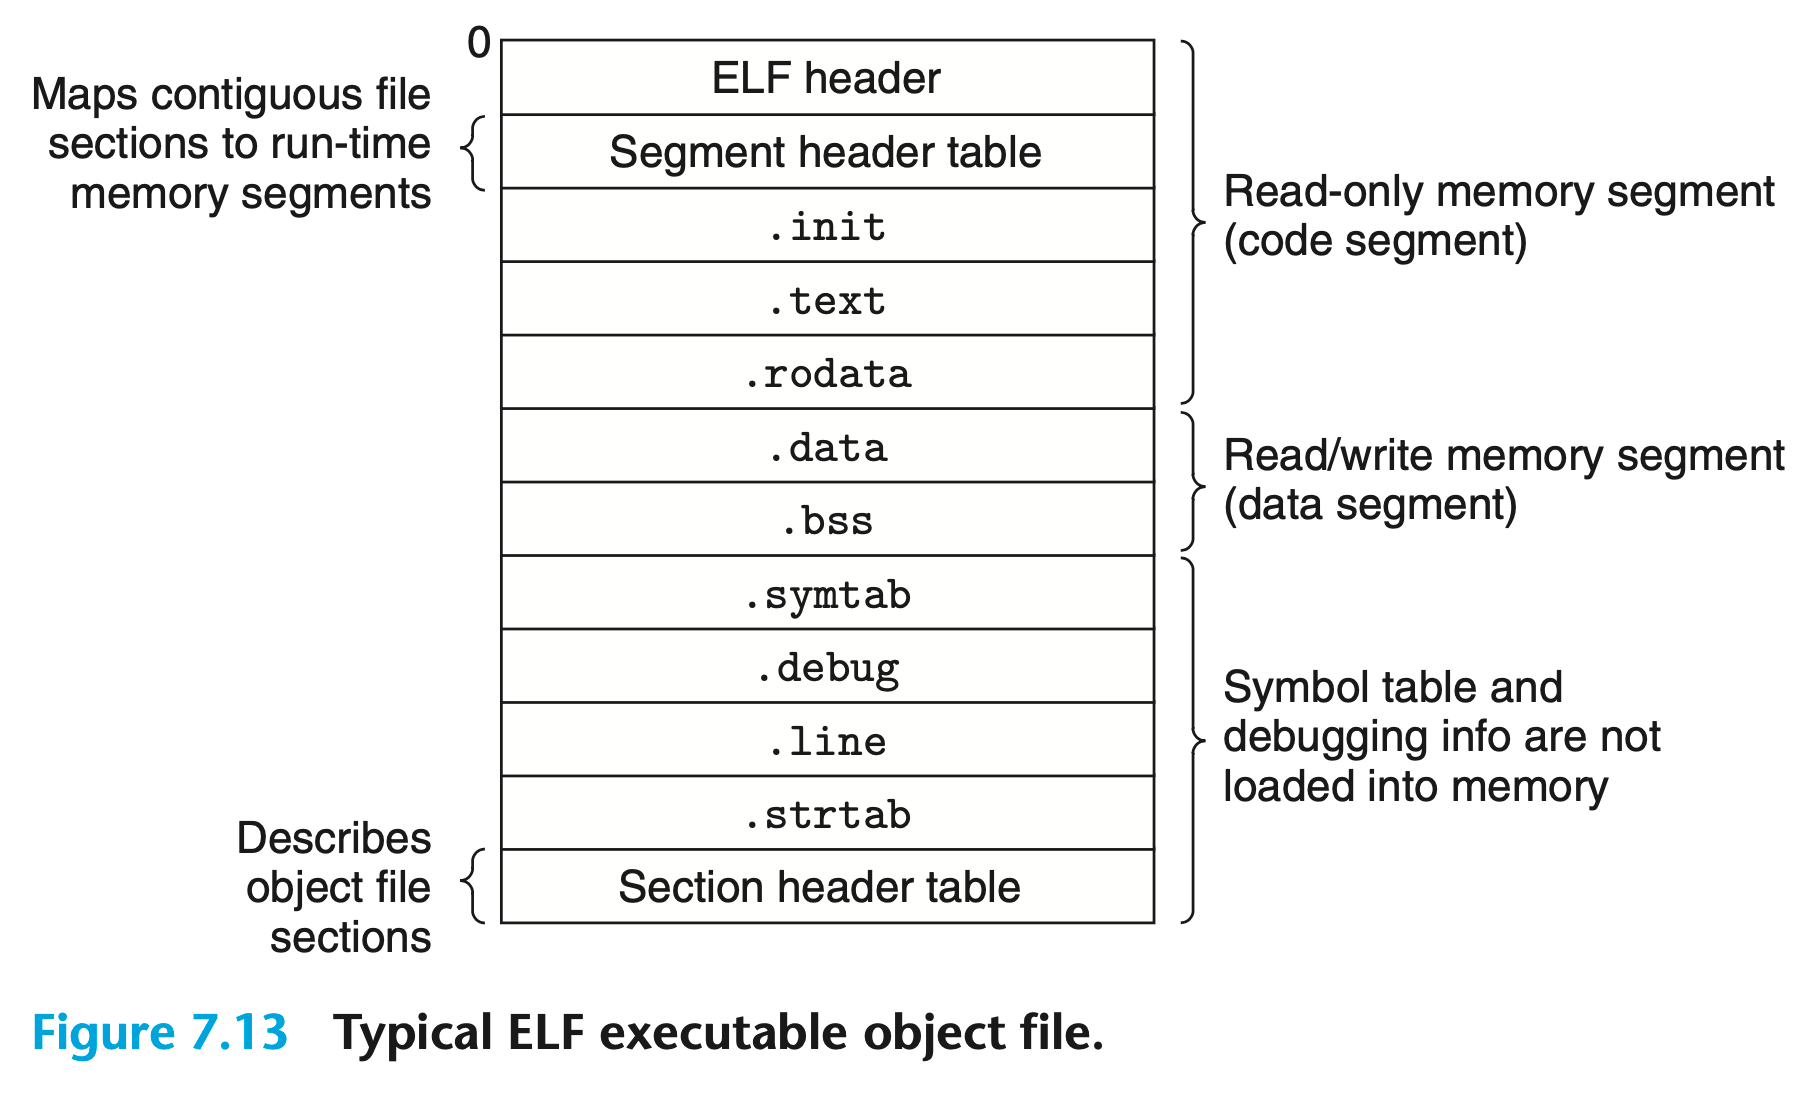 0
Maps contiguous file
sections to run-time
memory segments
ELF header
Segment header table
.init
.text
.rodata
.data
.bss
.symtab
.debug
.line
.strtab
Section header table
Describes
object file
sections
Read-only memory segment
(code segment)
Read/write memory segment
(data segment)
Symbol table and
debugging info are not
loaded into memory
Figure 7.13 Typical ELF executable object file.